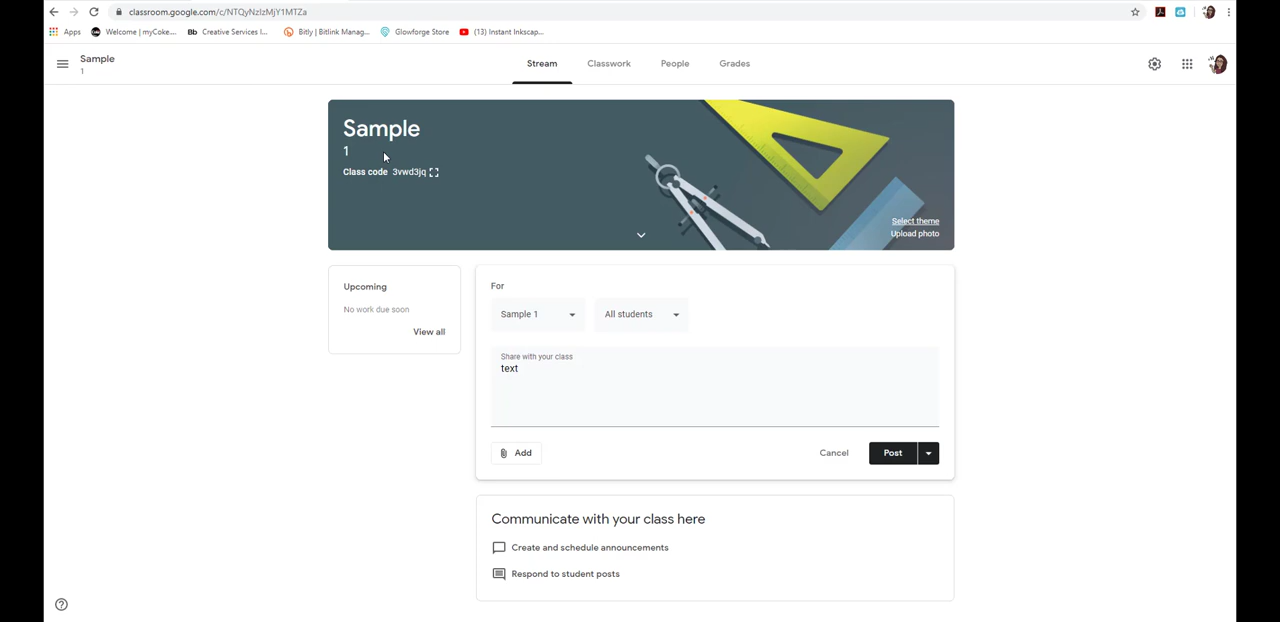 classroom.google.com/c/NTQyNzIzMjY1MTZa
Apps Welcome | myCoke.... Bb Creative Services I... Bitly | Bitlink Manag... Glowforge Store (13) Instant Inkscap...
Sample
1
Stream Classwork People Grades
Sample
1
Class code 3vwd3jq
Select theme
Upload photo
Upcoming
No work due soon
View all
For
Sample 1 All students
Share with your class
text
Add Cancel Post
Communicate with your class here
Create and schedule announcements
Respond to student posts